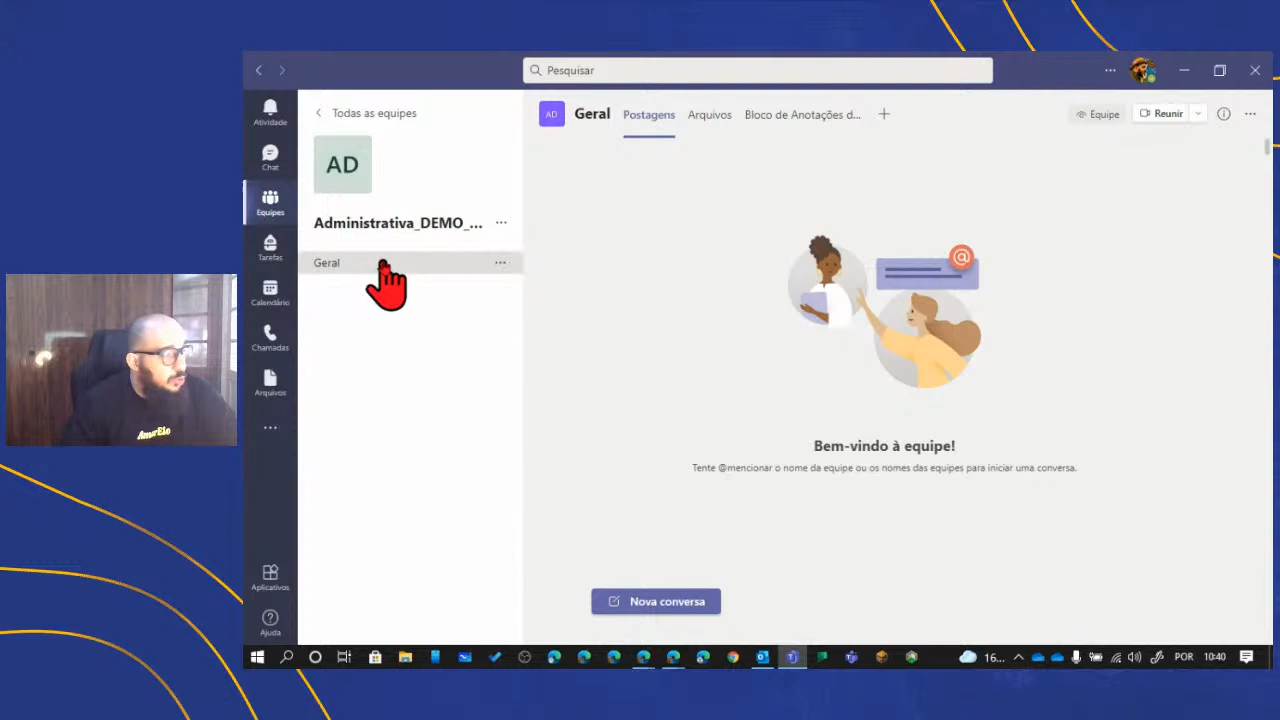 Pesquisar
Atividade
Chat
Equipes
Tarefas
Calendário
Chamadas
Arquivos
Aplicativos
Ajuda
Todas as equipes
AD
Administrativa_DEMO_...
Geral
AD
Geral
Postagens
Arquivos
Bloco de Anotações d...
Equipe
Reunir
@
Bem-vindo à equipe!
Tente @mencionar o nome da equipe ou os nomes das equipes para iniciar uma conversa.
Nova conversa
AmarElo
16...
POR
10:40